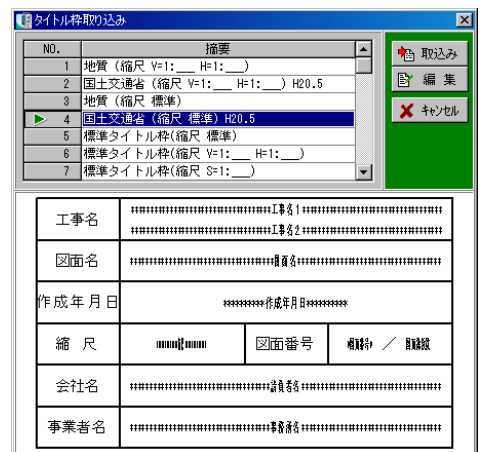 タイトル枠取り込み
NO. 摘要
取込み
1 地質（縮尺 V=1:___ H=1:___）
2 国土交通省（縮尺 V=1:___ H=1:___）H20.5
編 集
3 地質（縮尺 標準）
4 国土交通省（縮尺 標準）H20.5
キャンセル
5 標準タイトル枠(縮尺 標準)
6 標準タイトル枠(縮尺 V=1:___ H=1:___)
7 標準タイトル枠(縮尺 S=1:___)
工事名
工事名1
工事名2
図面名
図面名
作成年月日
作成年月日
縮 尺
図面番号
／
会社名
請負者名
事業者名
事務所名